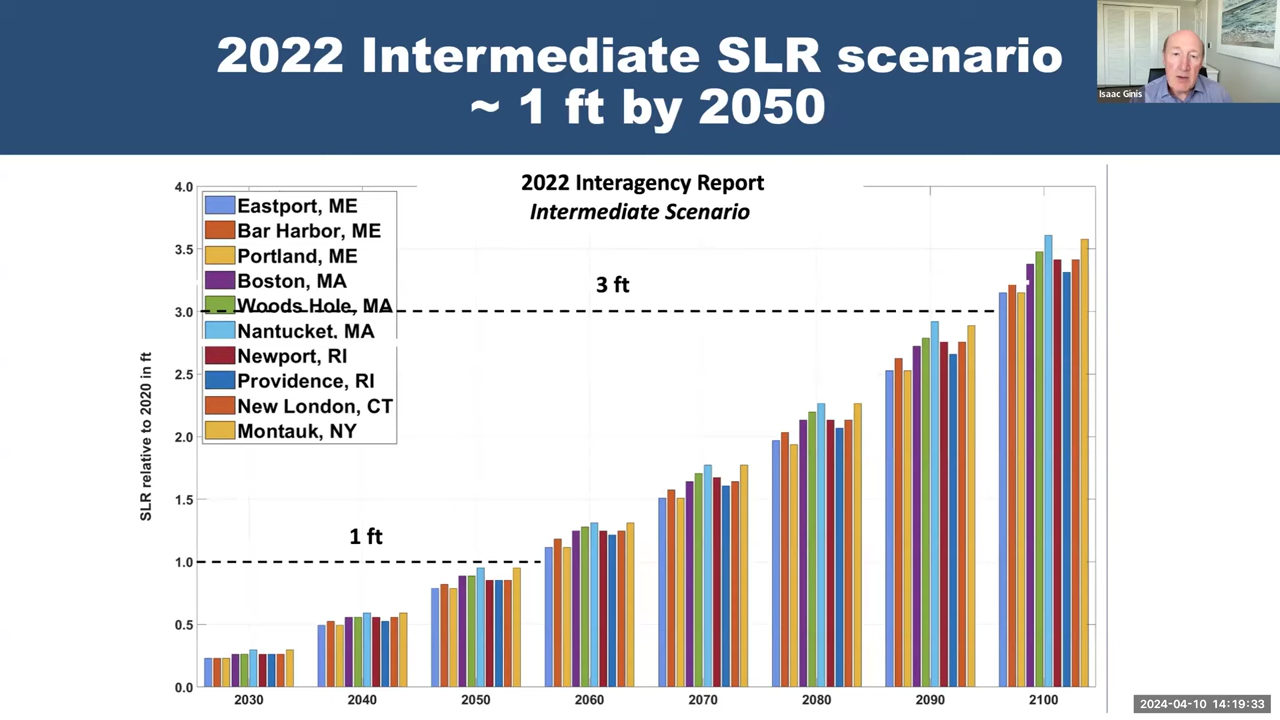 2022 Intermediate SLR scenario
~ 1 ft by 2050
Isaac Ginis
2022 Interagency Report
Intermediate Scenario
4.0
3.5
3.0
2.5
2.0
1.5
1.0
0.5
0.0
SLR relative to 2020 in ft
Eastport, ME
Bar Harbor, ME
Portland, ME
Boston, MA
Woods Hole, MA
Nantucket, MA
Newport, RI
Providence, RI
New London, CT
Montauk, NY
3 ft
1 ft
2030 2040 2050 2060 2070 2080 2090 2100
2024-04-10 14:19:33